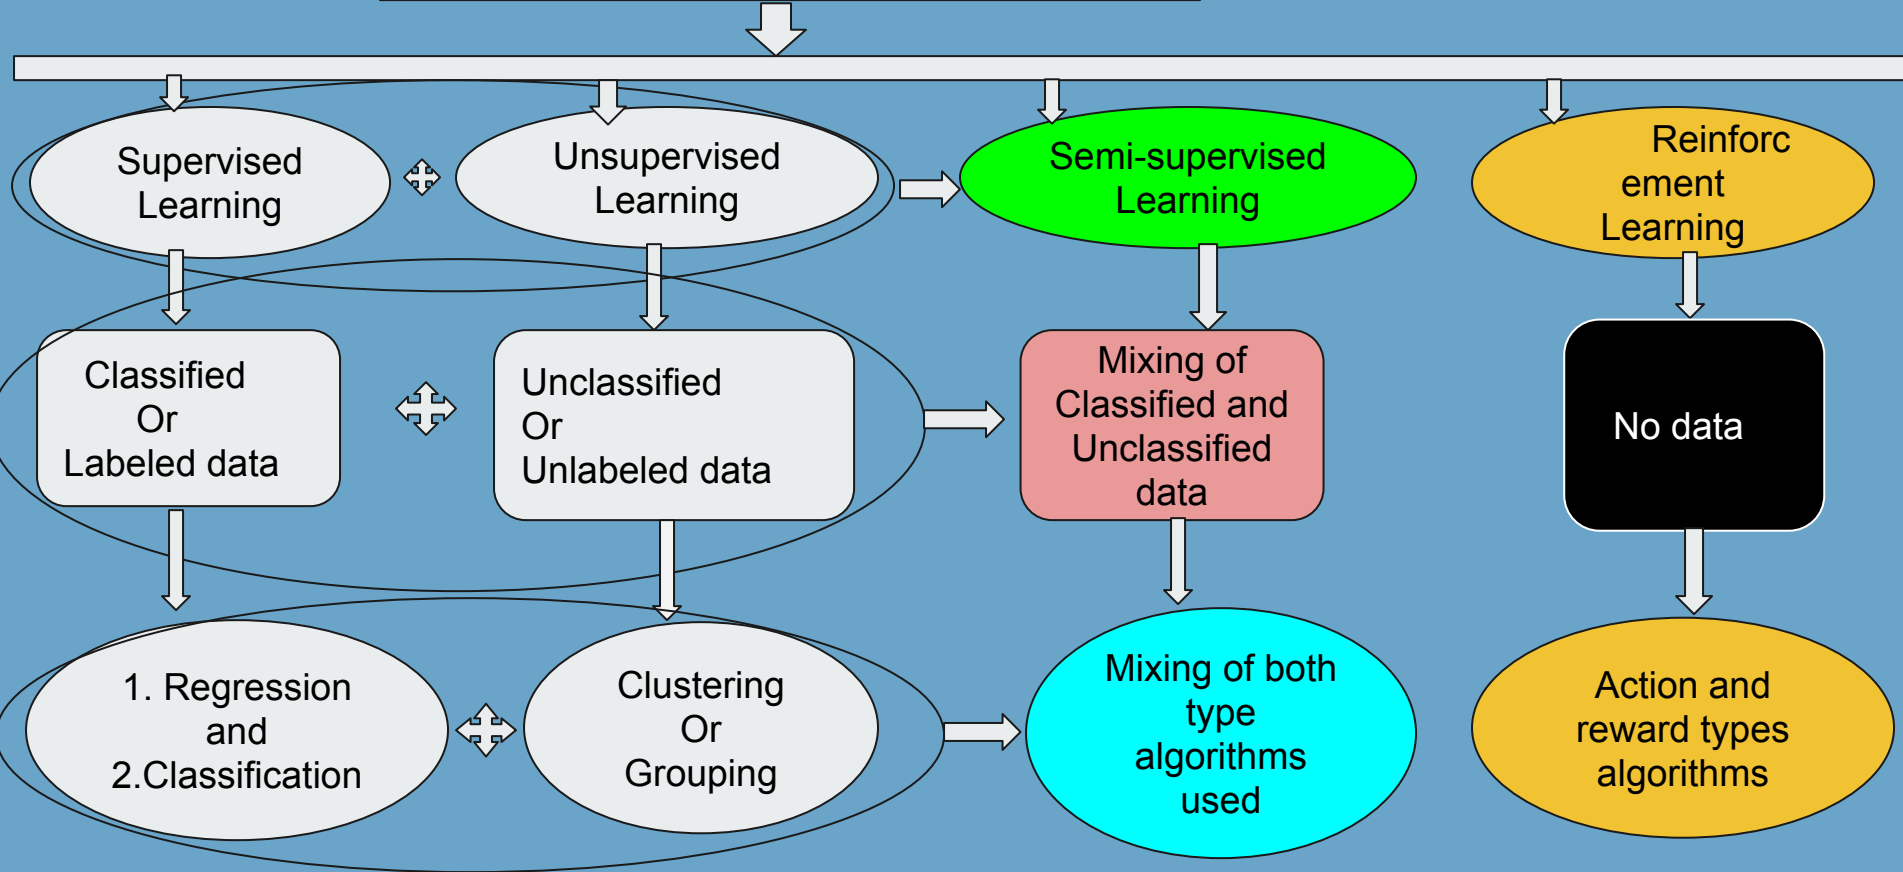 Supervised
Learning
Unsupervised
Learning
Semi-supervised
Learning
Reinforc
ement
Learning
Classified
Or
Labeled data
Unclassified
Or
Unlabeled data
Mixing of
Classified and
Unclassified
data
No data
1. Regression
and
2.Classification
Clustering
Or
Grouping
Mixing of both
type
algorithms
used
Action and
reward types
algorithms